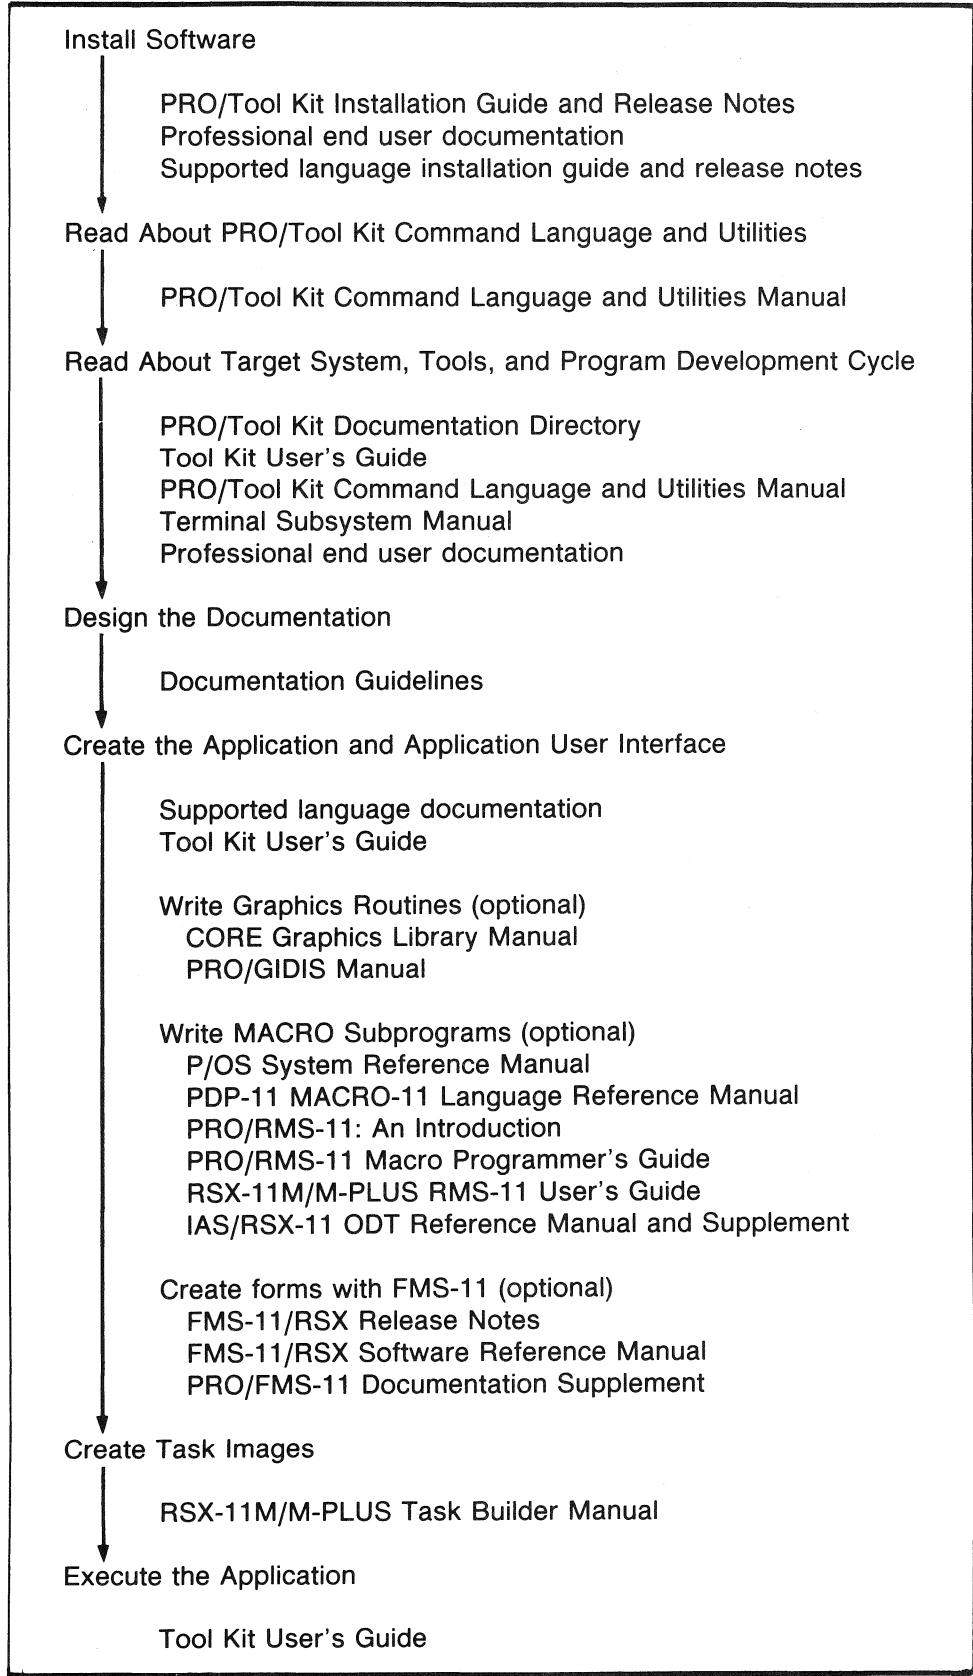 Install Software
PRO/Tool Kit Installation Guide and Release Notes
Professional end user documentation
Supported language installation guide and release notes
Read About PRO/Tool Kit Command Language and Utilities
PRO/Tool Kit Command Language and Utilities Manual
Read About Target System, Tools, and Program Development Cycle
PRO/Tool Kit Documentation Directory
Tool Kit User's Guide
PRO/Tool Kit Command Language and Utilities Manual
Terminal Subsystem Manual
Professional end user documentation
Design the Documentation
Documentation Guidelines
Create the Application and Application User Interface
Supported language documentation
Tool Kit User's Guide
Write Graphics Routines (optional)
CORE Graphics Library Manual
PRO/GIDIS Manual
Write MACRO Subprograms (optional)
P/OS System Reference Manual
PDP-11 MACRO-11 Language Reference Manual
PRO/RMS-11: An Introduction
PRO/RMS-11 Macro Programmer's Guide
RSX-11M/M-PLUS RMS-11 User's Guide
IAS/RSX-11 ODT Reference Manual and Supplement
Create forms with FMS-11 (optional)
FMS-11/RSX Release Notes
FMS-11/RSX Software Reference Manual
PRO/FMS-11 Documentation Supplement
Create Task Images
RSX-11M/M-PLUS Task Builder Manual
Execute the Application
Tool Kit User's Guide